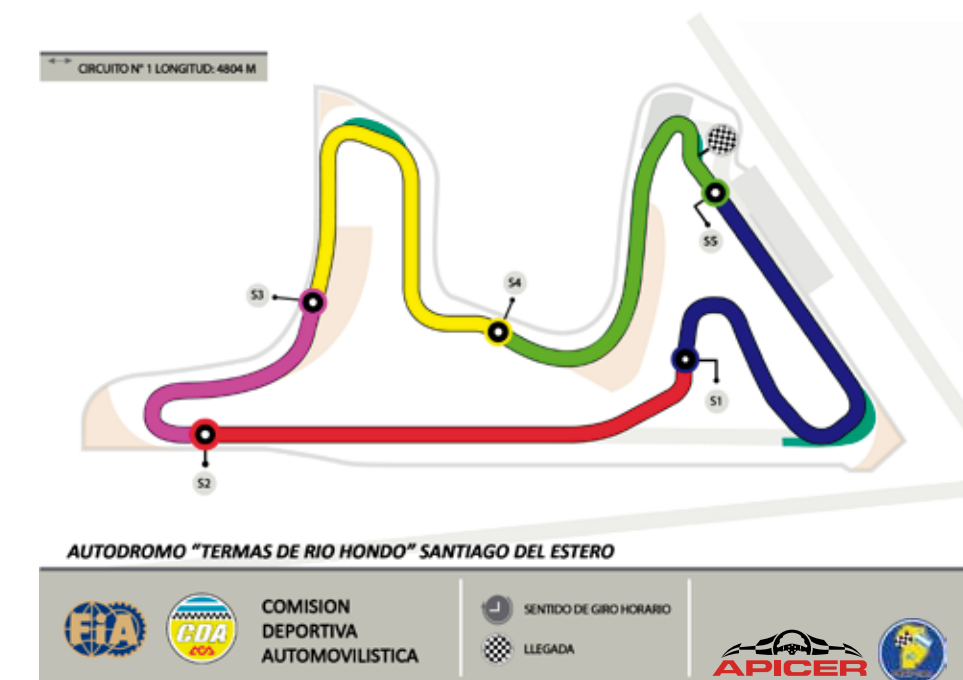 CIRCUITO N° 1 LONGITUD: 4804 M
S5
S4
S3
S1
S2
AUTODROMO "TERMAS DE RIO HONDO" SANTIAGO DEL ESTERO
FiA
CDA
ACA
COMISION
DEPORTIVA
AUTOMOVILISTICA
SENTIDO DE GIRO HORARIO
LLEGADA
APICER